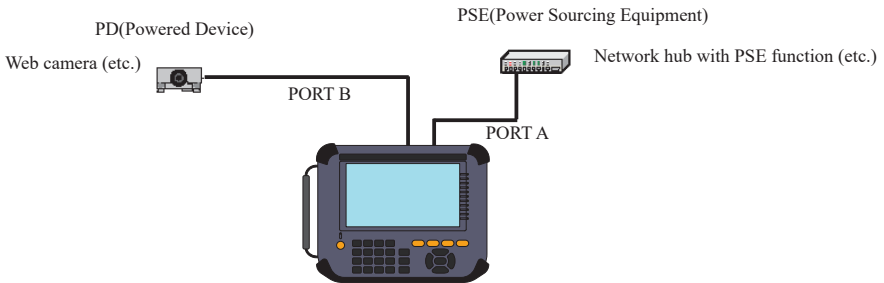 PSE(Power Sourcing Equipment)
PD(Powered Device)
Network hub with PSE function (etc.)
Web camera (etc.)
PORT B
PORT A